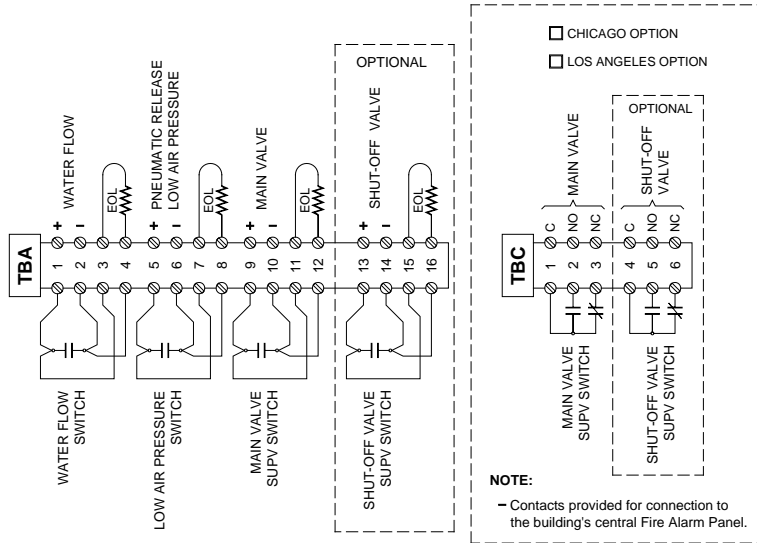 TBA
WATER FLOW
PNEUMATIC RELEASE
LOW AIR PRESSURE
MAIN VALVE
OPTIONAL
SHUT-OFF VALVE
+ − EOL + − EOL + − EOL + − EOL
1 2 3 4 5 6 7 8 9 10 11 12 13 14 15 16
WATER FLOW
SWITCH
LOW AIR PRESSURE
SWITCH
MAIN VALVE
SUPV SWITCH
SHUT-OFF VALVE
SUPV SWITCH
CHICAGO OPTION
LOS ANGELES OPTION
TBC
MAIN VALVE
OPTIONAL
SHUT-OFF
VALVE
C NO NC C NO NC
1 2 3 4 5 6
MAIN VALVE
SUPV SWITCH
SHUT-OFF VALVE
SUPV SWITCH
NOTE:
– Contacts provided for connection to
the building's central Fire Alarm Panel.